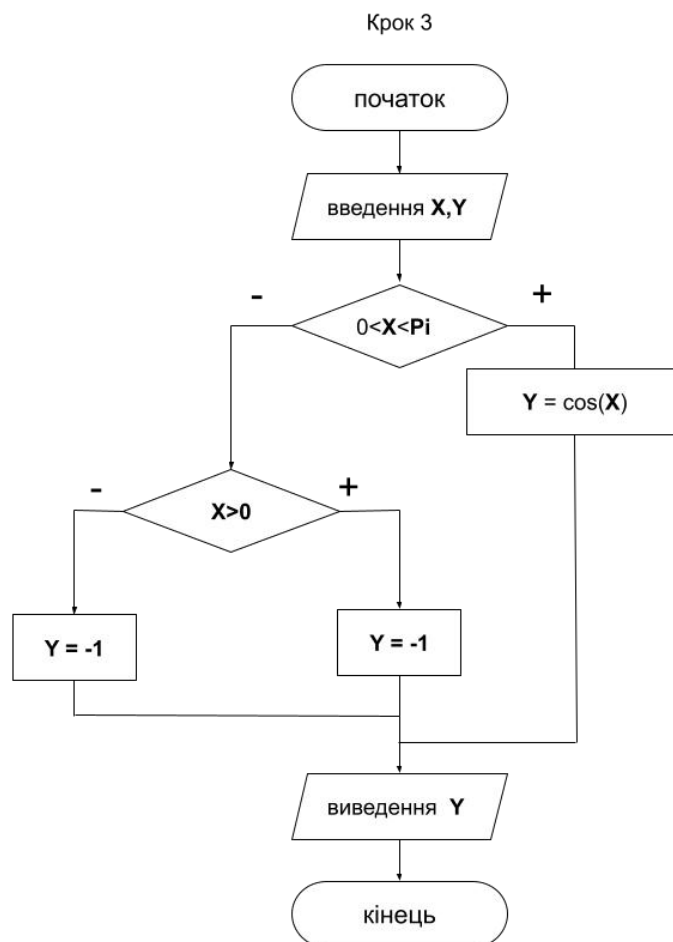 Крок 3
початок
введення X,Y
-
+
0<X<Pi
Y = cos(X)
-
+
X>0
Y = -1
Y = -1
виведення Y
кінець